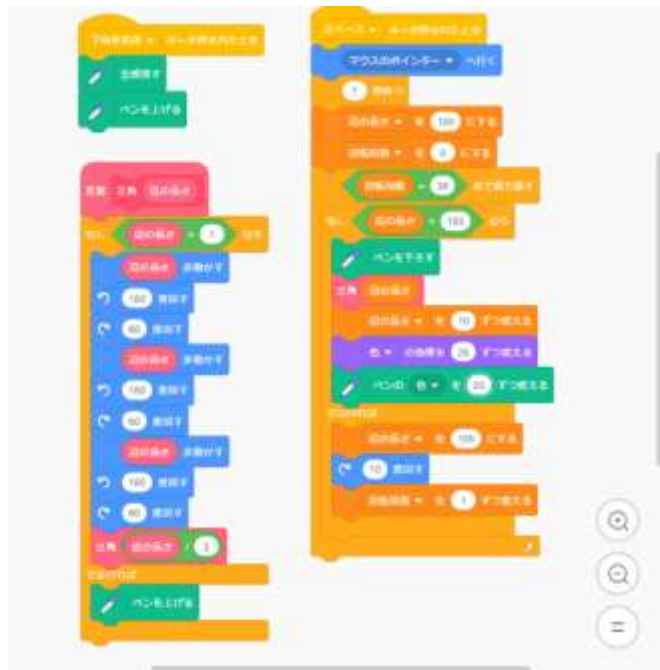 下向き矢印 キーが押されたとき
全部消す
ペンを上げる
定義 三角 辺の長さ
もし 辺の長さ 1 なら
辺の長さ 歩動かす
180 度回す
60 度回す
辺の長さ 歩動かす
180 度回す
60 度回す
辺の長さ 歩動かす
180 度回す
60 度回す
三角 辺の長さ / 2
でなければ
ペンを上げる
スペース キーが押されたとき
マウスのポインター へ行く
1 秒待つ
辺の長さ を 100 にする
回転回数 を 0 にする
回転回数 = 36 まで繰り返す
もし 辺の長さ 150 なら
ペンを下ろす
三角 辺の長さ
辺の長さ を 10 ずつ変える
色 の効果を 25 ずつ変える
ペンの 色 を 20 ずつ変える
でなければ
辺の長さ を 100 にする
10 度回す
回転回数 を 1 ずつ変える